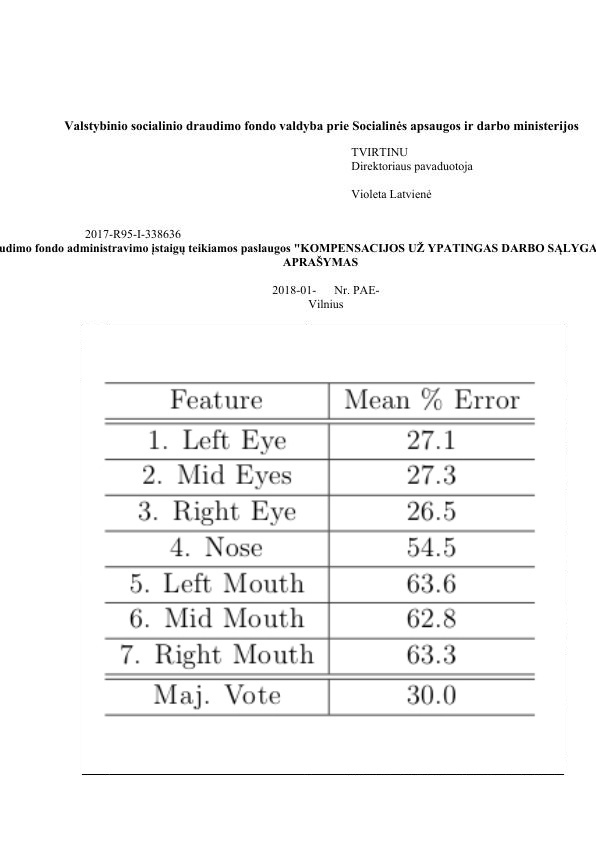 Valstybinio socialinio draudimo fondo valdyba prie Socialinės apsaugos ir darbo ministerijos
TVIRTINU
Direktoriaus pavaduotoja
Violeta Latvienė
2017-R95-I-338636
fondo administravimo įstaigų teikiamos paslaugos "KOMPENSACIJOS UŽ YPATINGAS DARBO
APRAŠYMAS
2018-01- Nr. PAE-
Vilnius
Feature Mean % Error
1. Left Eye 27.1
2. Mid Eyes 27.3
3. Right Eye 26.5
4. Nose 54.5
5. Left Mouth 63.6
6. Mid Mouth 62.8
7. Right Mouth 63.3
Maj. Vote 30.0